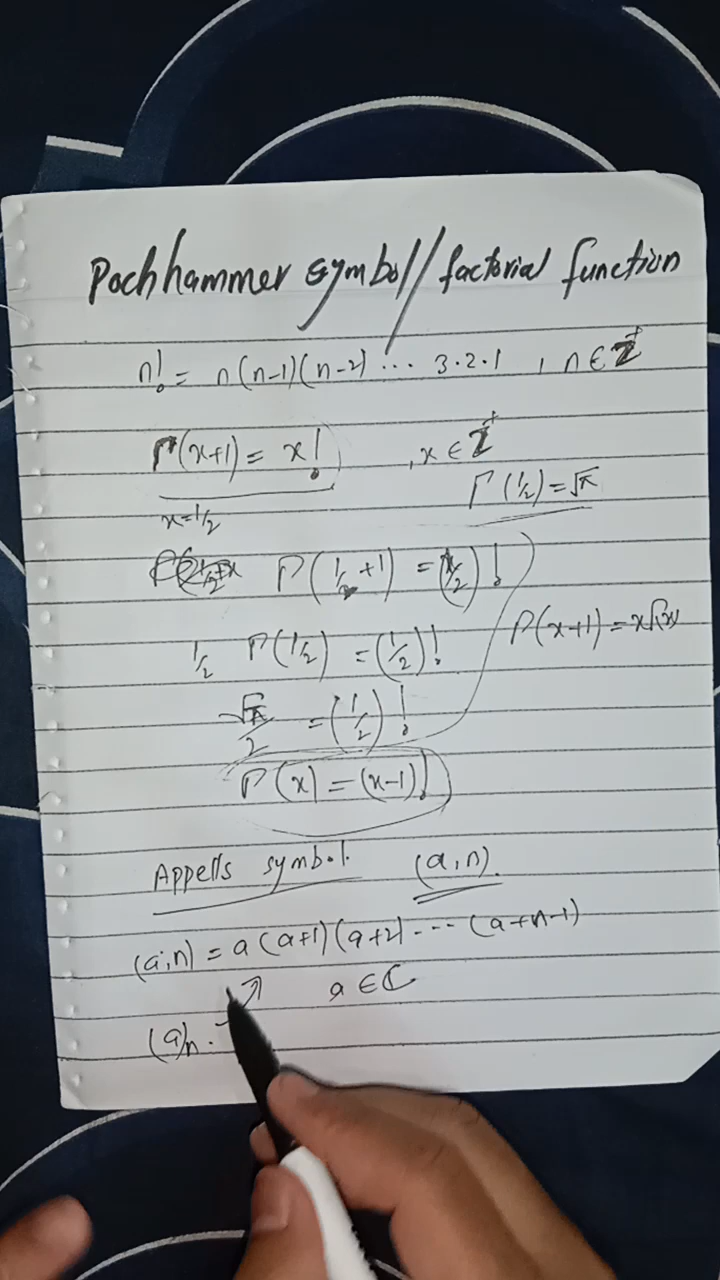 Pochhammer symbol/factorial function
n! = n(n-1)(n-2) ... 3.2.1 , n ∈ Z⁺
Γ(x+1) = x! , x ∈ Z⁺
Γ(1/2) = √π
x=1/2
Γ(1/2+1) = (1/2)!
Γ(x+1) = xΓ(x)
1/2 Γ(1/2) = (1/2)!
√π/2 = (1/2)!
Γ(x) = (x-1)!
Appells symbol. (a,n).
(a,n) = a(a+1)(a+2) ... (a+n-1)
a ∈ ℂ
(a)n.